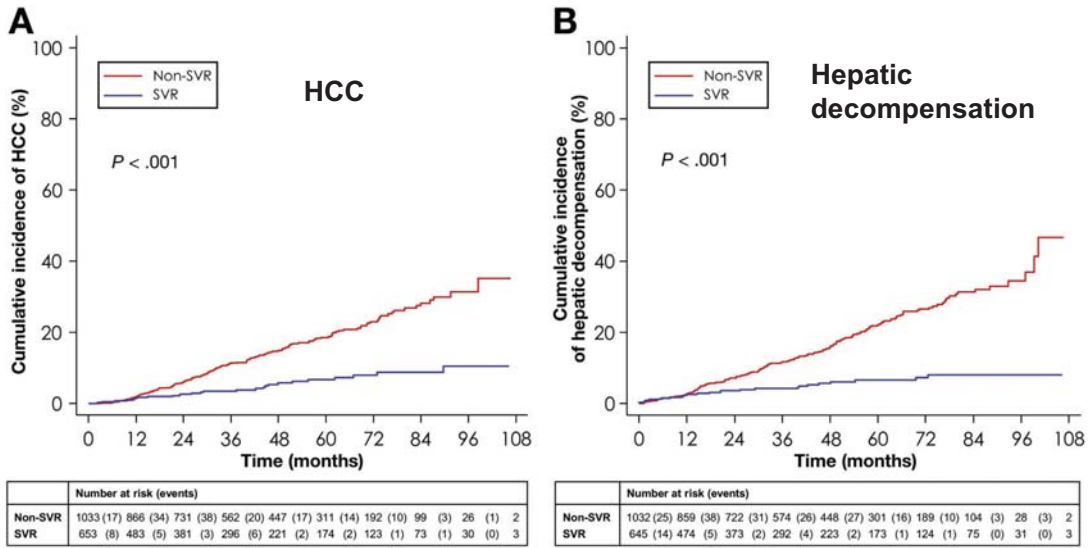 A
Cumulative incidence of HCC (%)
100
80
60
40
20
0
Non-SVR
SVR
HCC
P < .001
0 12 24 36 48 60 72 84 96 108
Time (months)
Number at risk (events)
Non-SVR 1033 (17) 866 (34) 731 (38) 562 (20) 447 (17) 311 (14) 192 (10) 99 (3) 26 (1) 2
SVR 653 (8) 483 (5) 381 (3) 296 (6) 221 (2) 174 (2) 123 (1) 73 (1) 30 (0) 3
B
Cumulative incidence
of hepatic decompensation (%)
100
80
60
40
20
0
Non-SVR
SVR
Hepatic
decompensation
P < .001
0 12 24 36 48 60 72 84 96 108
Time (months)
Number at risk (events)
Non-SVR 1032 (25) 859 (38) 722 (31) 574 (26) 448 (27) 301 (16) 189 (10) 104 (3) 28 (3) 2
SVR 645 (14) 474 (5) 373 (2) 292 (4) 223 (2) 173 (1) 124 (1) 75 (0) 31 (0) 3